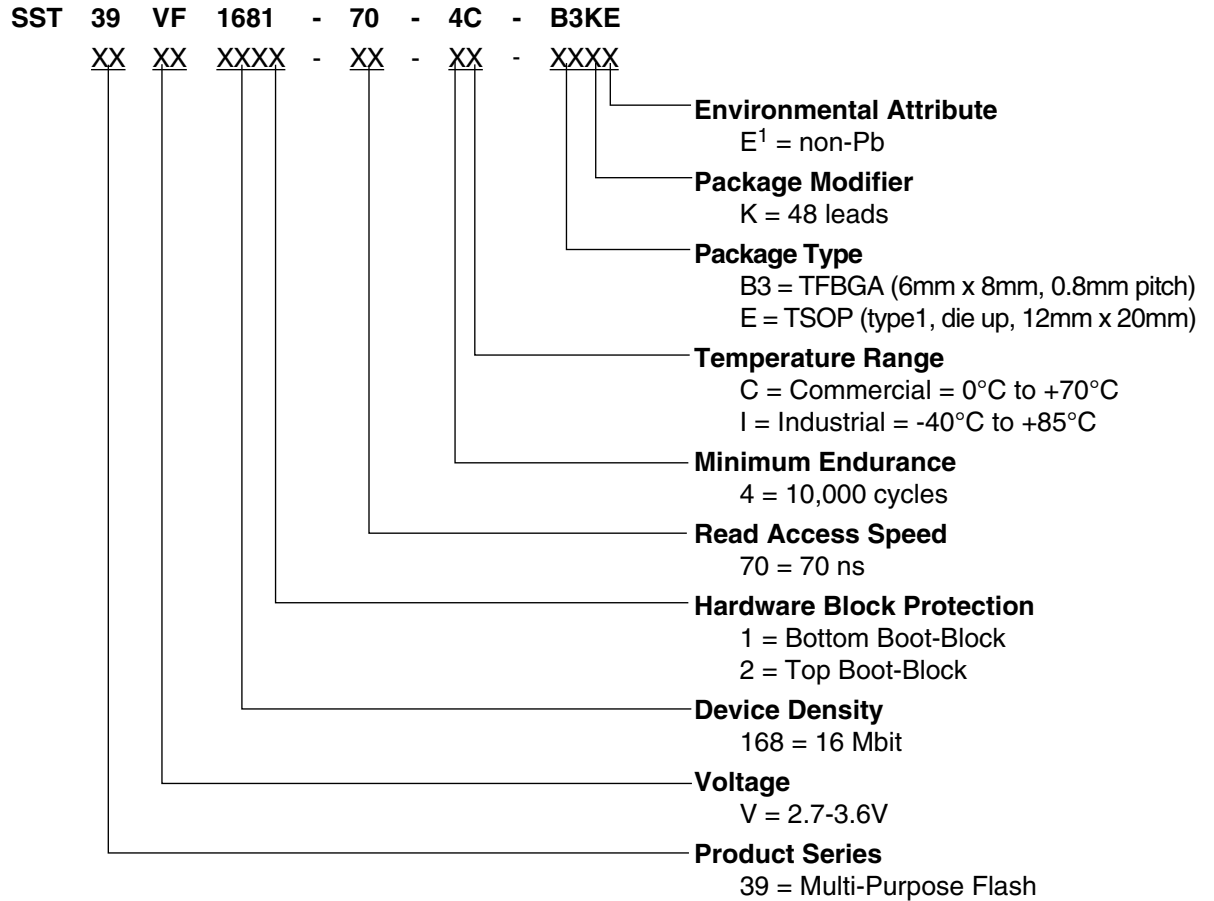 SST 39 VF 1681 - 70 - 4C - B3KE
XX XX XXXX - XX - XX - XXXX
Environmental Attribute
E¹ = non-Pb
Package Modifier
K = 48 leads
Package Type
B3 = TFBGA (6mm x 8mm, 0.8mm pitch)
E = TSOP (type1, die up, 12mm x 20mm)
Temperature Range
C = Commercial = 0°C to +70°C
I = Industrial = -40°C to +85°C
Minimum Endurance
4 = 10,000 cycles
Read Access Speed
70 = 70 ns
Hardware Block Protection
1 = Bottom Boot-Block
2 = Top Boot-Block
Device Density
168 = 16 Mbit
Voltage
V = 2.7-3.6V
Product Series
39 = Multi-Purpose Flash